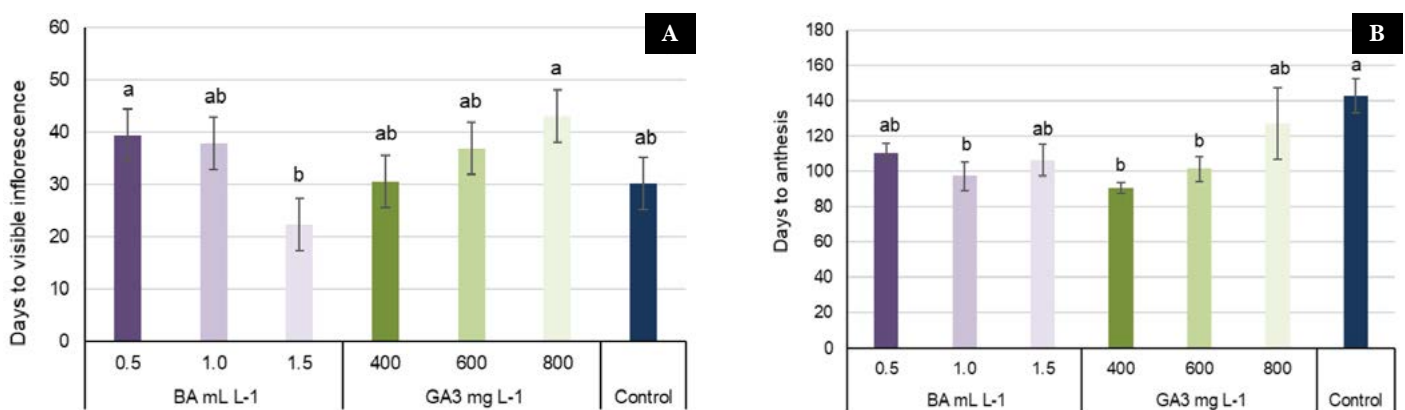 A
Days to visible inflorescence
60
50
40
30
20
10
0
a
ab
b
ab
ab
a
ab
0.5 1.0 1.5 400 600 800
BA mL L-1 GA3 mg L-1 Control
B
Days to anthesis
180
160
140
120
100
80
60
40
20
0
ab
b
ab
b
b
ab
a
0.5 1.0 1.5 400 600 800
BA mL L-1 GA3 mg L-1 Control